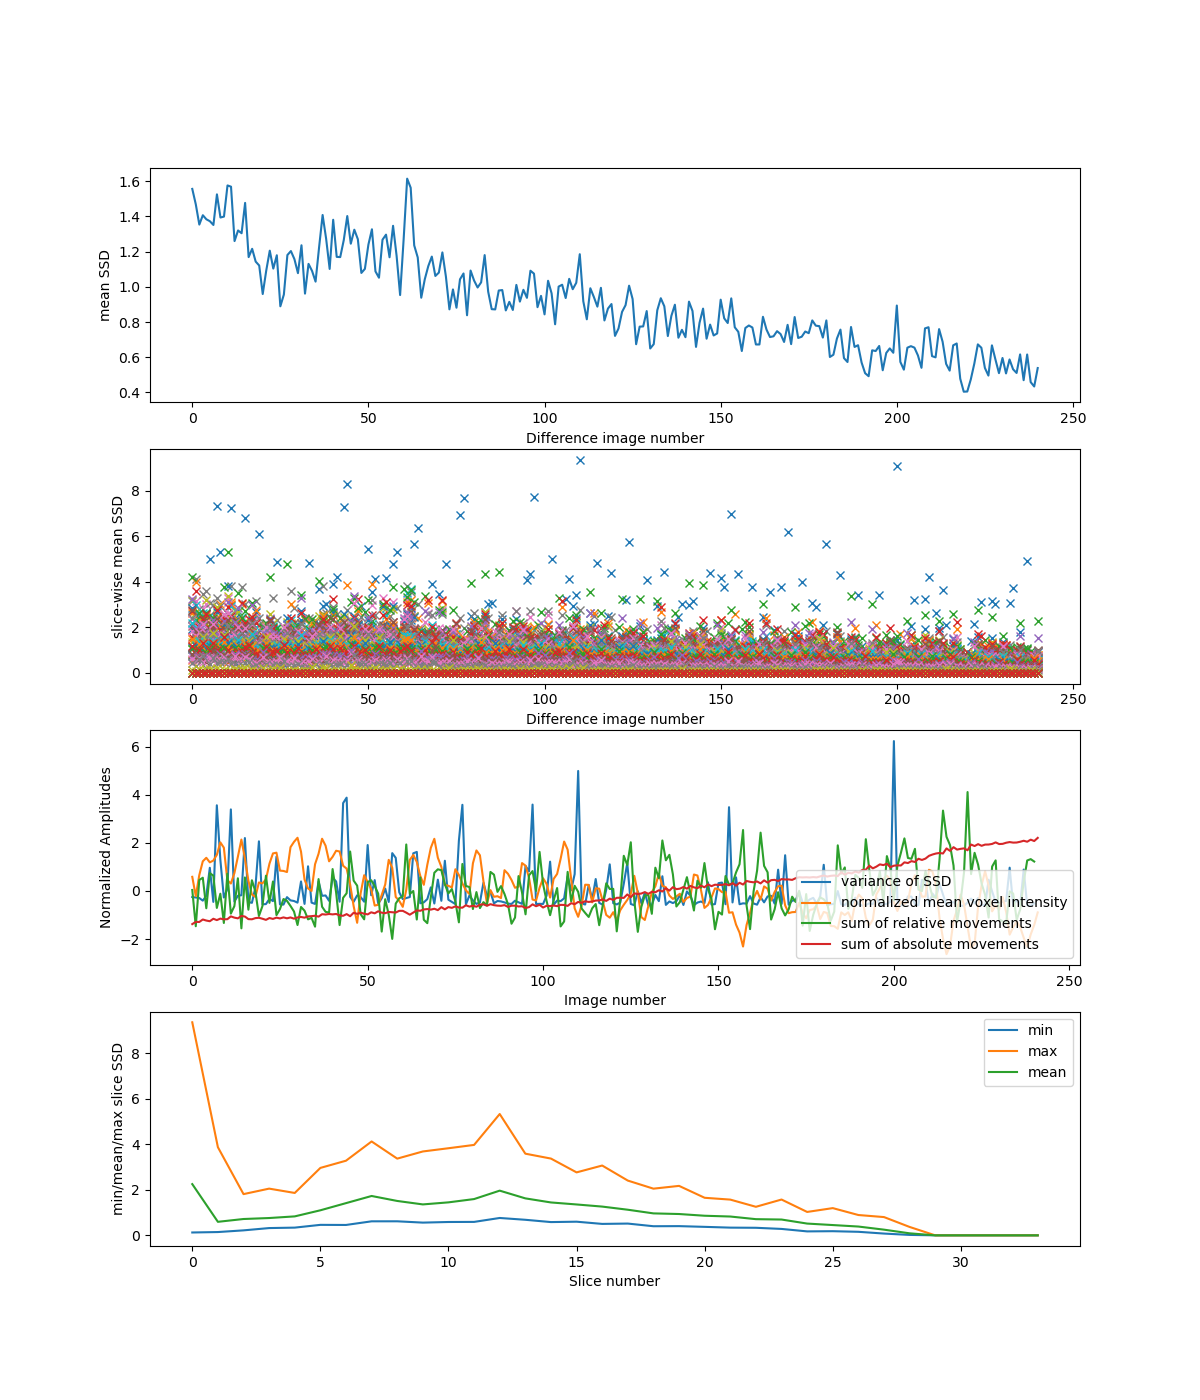 1.6
1.4
1.2
1.0
0.8
0.6
0.4
mean SSD
0 50 100 150 200 250
Difference image number
8
6
4
2
0
slice-wise mean SSD
0 50 100 150 200 250
Difference image number
6
4
2
0
−2
Normalized Amplitudes
variance of SSD
normalized mean voxel intensity
sum of relative movements
sum of absolute movements
0 50 100 150 200 250
Image number
8
6
4
2
0
min/mean/max slice SSD
min
max
mean
0 5 10 15 20 25 30
Slice number